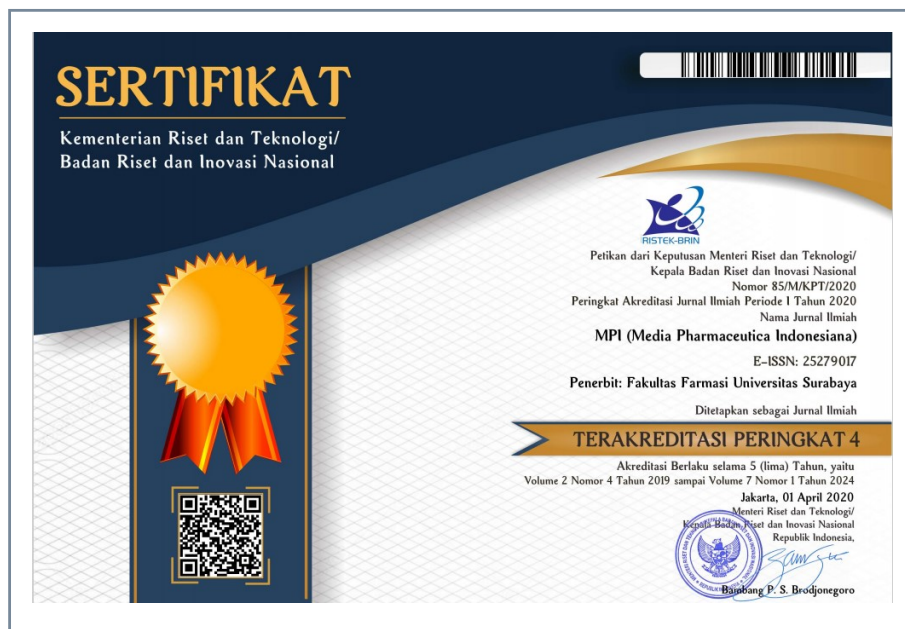 SERTIFIKAT
Kementerian Riset dan Teknologi/
Badan Riset dan Inovasi Nasional
RISTEK-BRIN
Petikan dari Keputusan Menteri Riset dan Teknologi/
Kepala Badan Riset dan Inovasi Nasional
Nomor 85/M/KPT/2020
Peringkat Akreditasi Jurnal Ilmiah Periode I Tahun 2020
Nama Jurnal Ilmiah
MPI (Media Pharmaceutica Indonesiana)
E-ISSN: 25279017
Penerbit: Fakultas Farmasi Universitas Surabaya
Ditetapkan sebagai Jurnal Ilmiah
TERAKREDITASI PERINGKAT 4
Akreditasi Berlaku selama 5 (lima) Tahun, yaitu
Volume 2 Nomor 4 Tahun 2019 sampai Volume 7 Nomor 1 Tahun 2024
Jakarta, 01 April 2020
Menteri Riset dan Teknologi/
Kepala Badan Riset dan Inovasi Nasional
Republik Indonesia,
Bambang P. S. Brodjonegoro